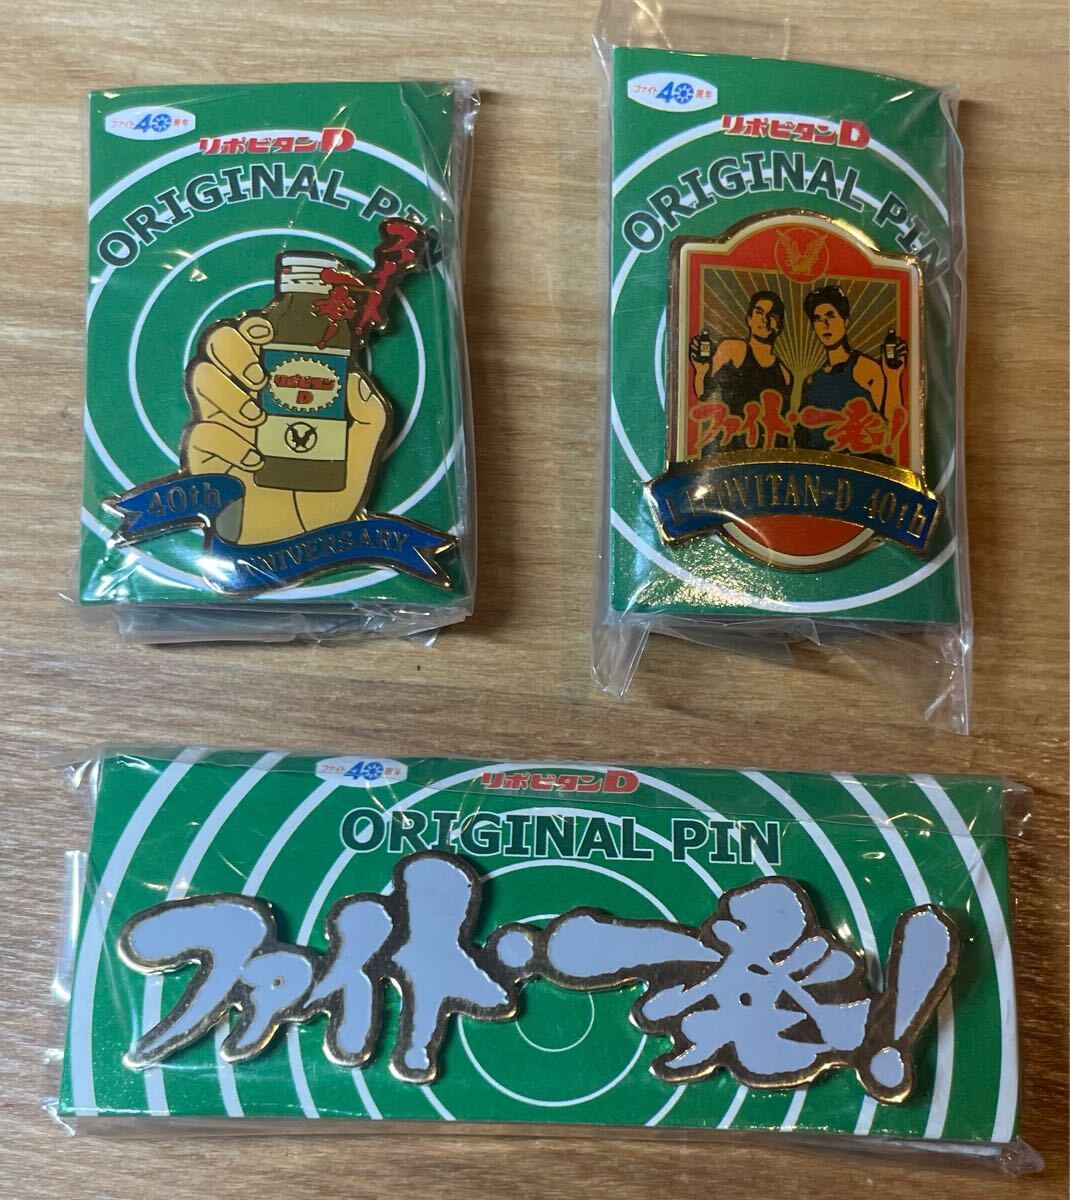 ファイト40周年
リポビタンD
ORIGINAL PIN
ファイト・
一発!
リポビタン
D
40th
ANNIVERSARY
ファイト40周年
リポビタンD
ORIGINAL PIN
ファイト・一発!
LIPOVITAN-D 40th
ファイト40周年
リポビタンD
ORIGINAL PIN
ファイト・一発!